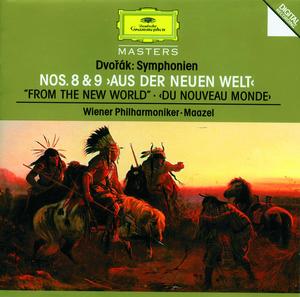 Deutsche
Grammophon
DIGITAL
RECORDING
MASTERS
Dvořák: Symphonien
NOS. 8 & 9 ›AUS DER NEUEN WELT‹
“FROM THE NEW WORLD” · ‹DU NOUVEAU MONDE›
Wiener Philharmoniker · Maazel